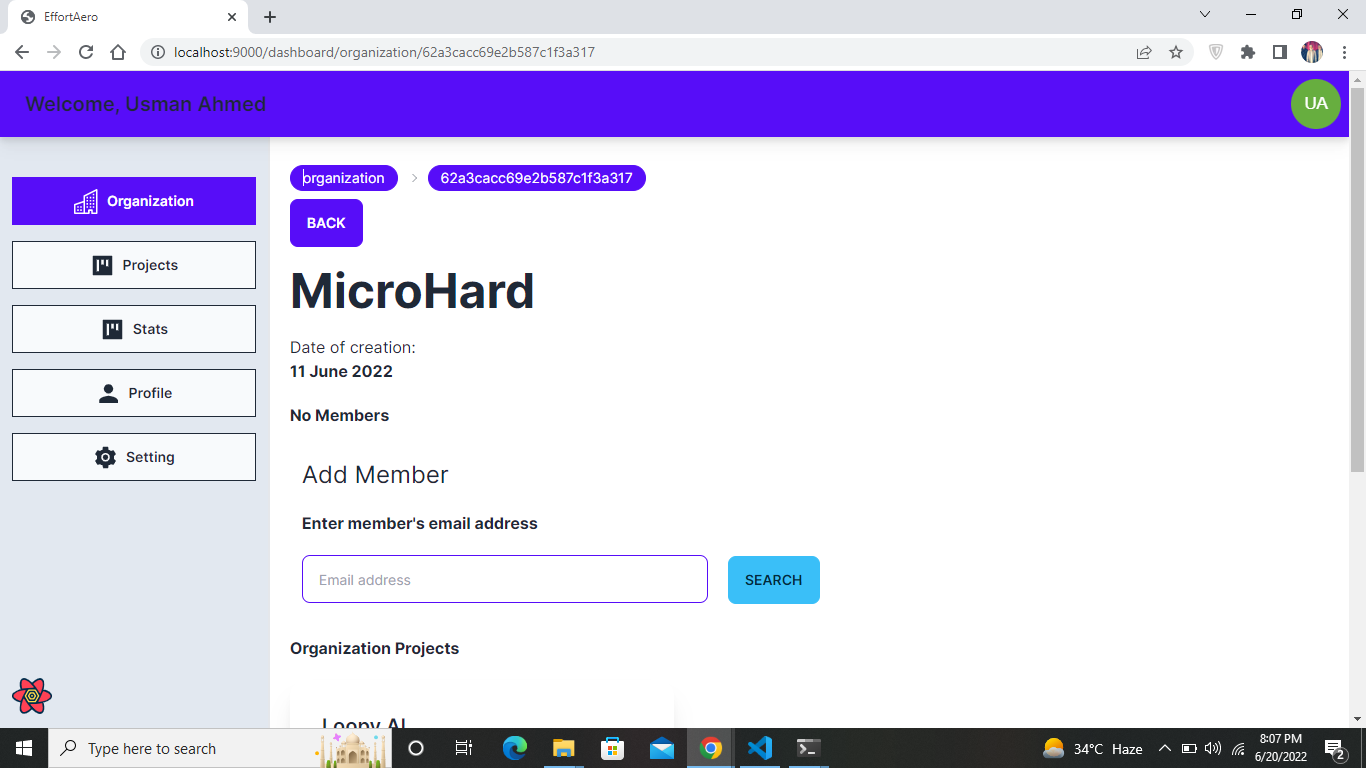 EffortAero
localhost:9000/dashboard/organization/62a3cacc69e2b587c1f3a317
Welcome, Usman Ahmed
UA
Organization
Projects
Stats
Profile
Setting
organization
62a3cacc69e2b587c1f3a317
BACK
MicroHard
Date of creation:
11 June 2022
No Members
Add Member
Enter member's email address
Email address
SEARCH
Organization Projects
Loopy AI
Type here to search
34°C Haze
8:07 PM
6/20/2022
2